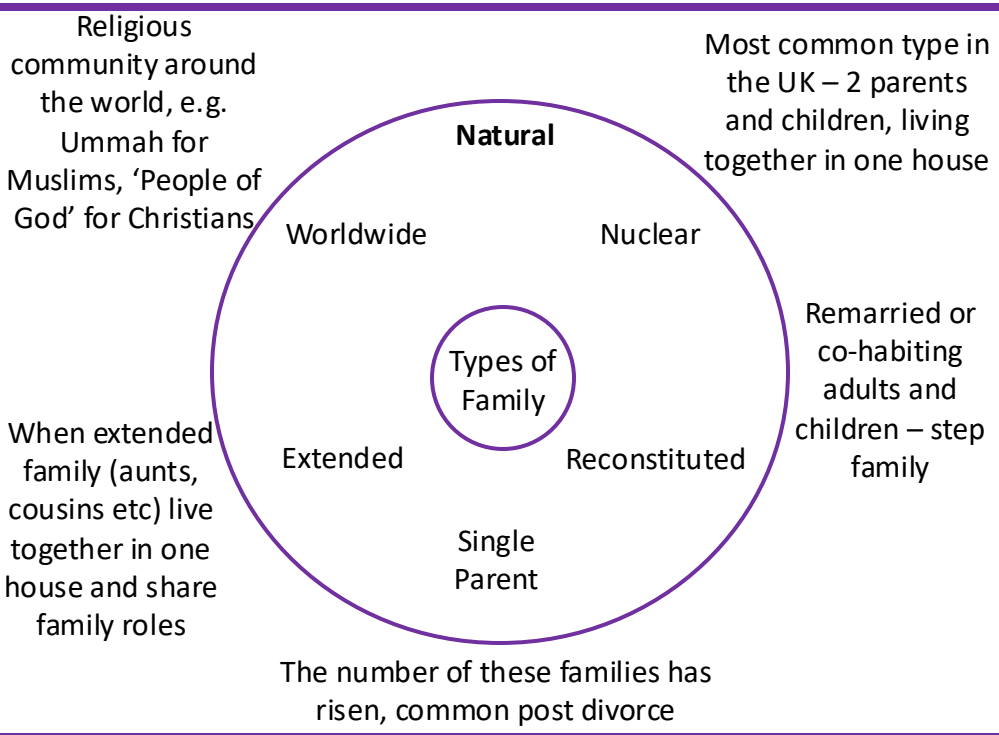 Religious
community around
the world, e.g.
Ummah for
Muslims, ‘People of
God’ for Christians
Most common type in
the UK – 2 parents
and children, living
together in one house
Natural
Worldwide
Nuclear
Types of
Family
Remarried or
co-habiting
adults and
children – step
family
When extended
family (aunts,
cousins etc) live
together in one
house and share
family roles
Extended
Reconstituted
Single
Parent
The number of these families has
risen, common post divorce